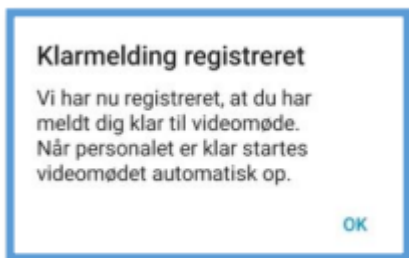 Klarmelding registreret
Vi har nu registreret, at du har
meldt dig klar til videomøde.
Når personalet er klar startes
videomødet automatisk op.
OK